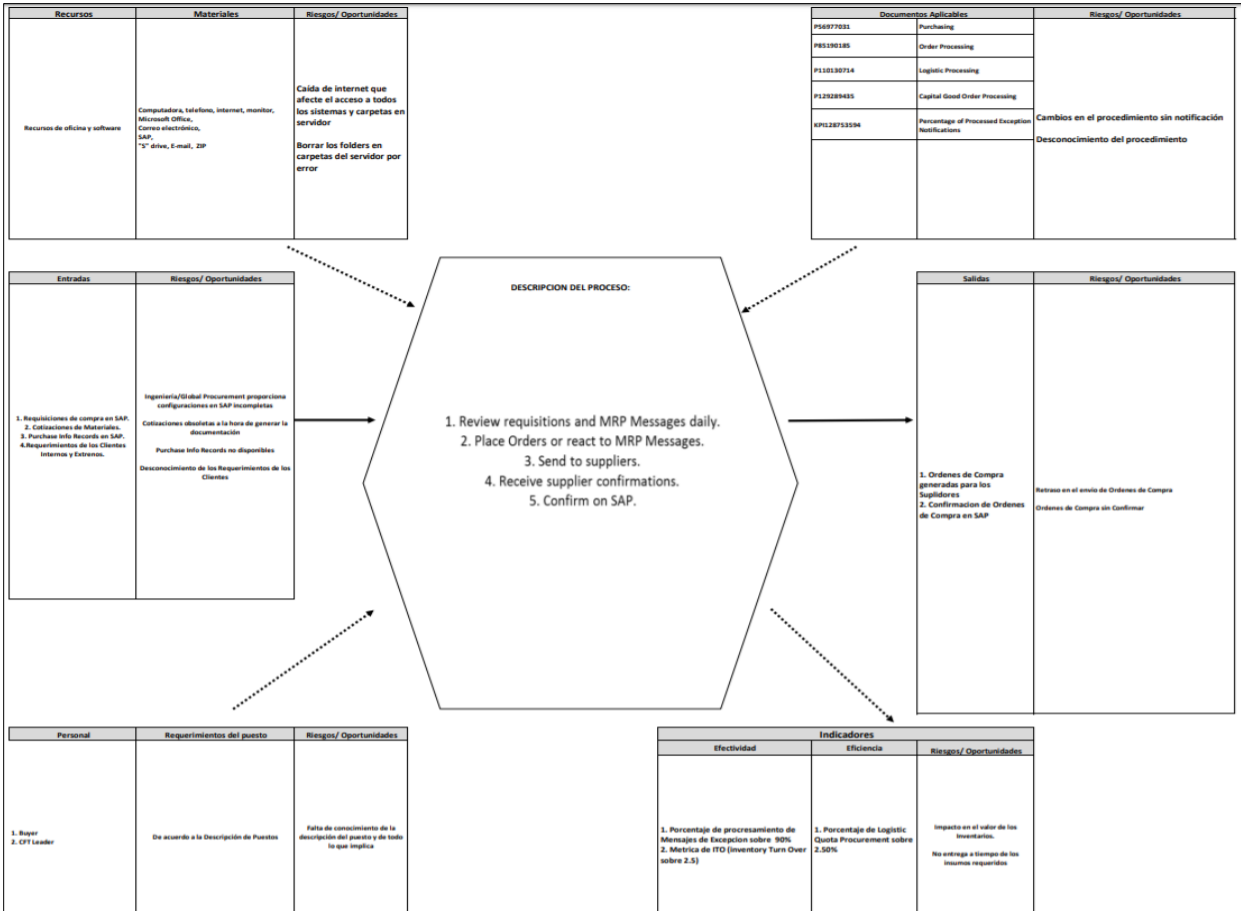 Recursos
Materiales
Riesgos/ Oportunidades
Recursos de oficina y software
Computadora, telefono, internet, monitor,
Microsoft Office,
Correo electrónico,
SAP,
"S" drive, E-mail, ZIP
Caída de internet que
afecte el acceso a todos
los sistemas y carpetas en
servidor
Borrar los folders en
carpetas del servidor por
error
Documentos Aplicables
Riesgos/ Oportunidades
P56977031
Purchasing
P85190185
Order Processing
P110130714
Logistic Processing
P129289435
Capital Good Order Processing
KPI128753594
Percentage of Processed Exception
Notifications
Cambios en el procedimiento sin notificación
Desconocimiento del procedimiento
Entradas
Riesgos/ Oportunidades
1. Requisiciones de compra en SAP.
2. Cotizaciones de Materiales.
3. Purchase Info Records en SAP.
4.Requerimientos de los Clientes
Internos y Extrenos.
Ingeniería/Global Procurement proporciona
configuraciones en SAP incompletas
Cotizaciones obsoletas a la hora de generar la
documentación
Purchase Info Records no disponibles
Desconocimiento de los Requerimientos de los
Clientes
DESCRIPCION DEL PROCESO:
1. Review requisitions and MRP Messages daily.
2. Place Orders or react to MRP Messages.
3. Send to suppliers.
4. Receive supplier confirmations.
5. Confirm on SAP.
Salidas
Riesgos/ Oportunidades
1. Ordenes de Compra
generadas para los
Suplidores
2. Confirmacion de Ordenes
de Compra en SAP
Retraso en el envio de Ordenes de Compra
Ordenes de Compra sin Confirmar
Personal
Requerimientos del puesto
Riesgos/ Oportunidades
1. Buyer
2. CFT Leader
De acuerdo a la Descripción de Puestos
Falta de conocimiento de la
descripción del puesto y de todo
lo que implica
Indicadores
Efectividad
Eficiencia
Riesgos/ Oportunidades
1. Porcentaje de procresamiento de
Mensajes de Excepcion sobre 90%
2. Metrica de ITO (inventory Turn Over
sobre 2.5)
1. Porcentaje de Logistic
Quota Procurement sobre
2.50%
Impacto en el valor de los
Inventarios.
No entrega a tiempo de los
insumos requeridos